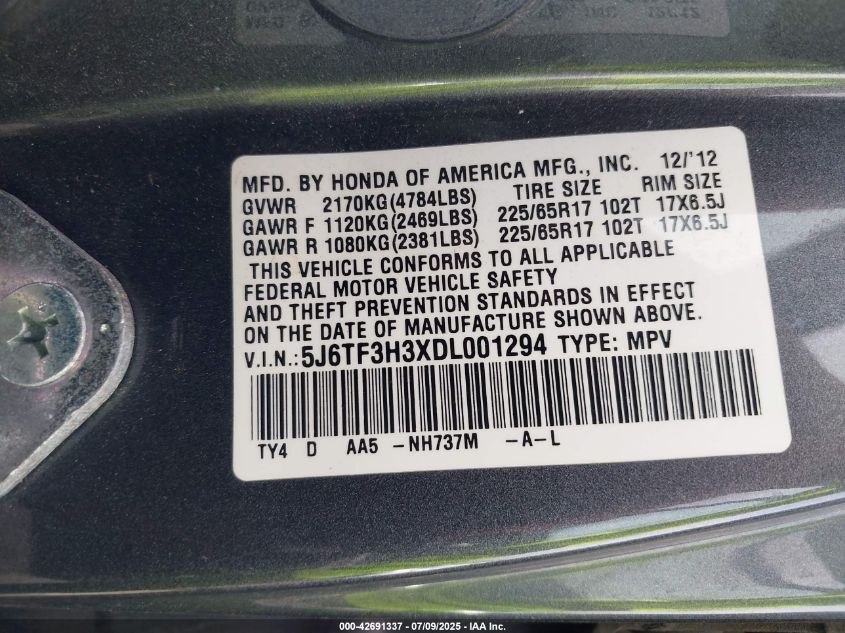 MFD. BY HONDA OF AMERICA MFG., INC. 12/'12
GVWR 2170KG(4784LBS) TIRE SIZE RIM SIZE
GAWR F 1120KG(2469LBS) 225/65R17 102T 17X6.5J
GAWR R 1080KG(2381LBS) 225/65R17 102T 17X6.5J
THIS VEHICLE CONFORMS TO ALL APPLICABLE
FEDERAL MOTOR VEHICLE SAFETY
AND THEFT PREVENTION STANDARDS IN EFFECT
ON THE DATE OF MANUFACTURE SHOWN ABOVE.
V.I.N.: 5J6TF3H3XDL001294 TYPE: MPV
TY4 D AA5 -NH737M -A-L
000-42691337 - 07/09/2025 - IAA Inc.